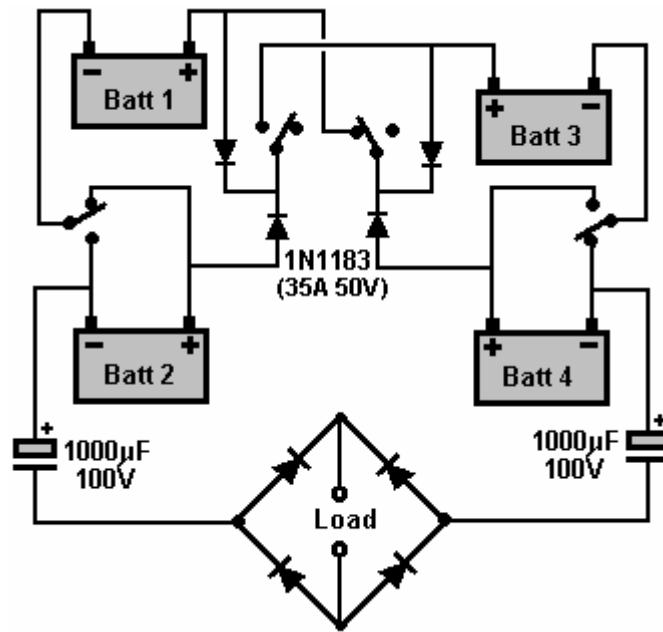 - +
Batt 1
+ -
Batt 3
1N1183
(35A 50V)
- +
Batt 2
+ -
Batt 4
+
1000µF
100V
+
1000µF
100V
Load